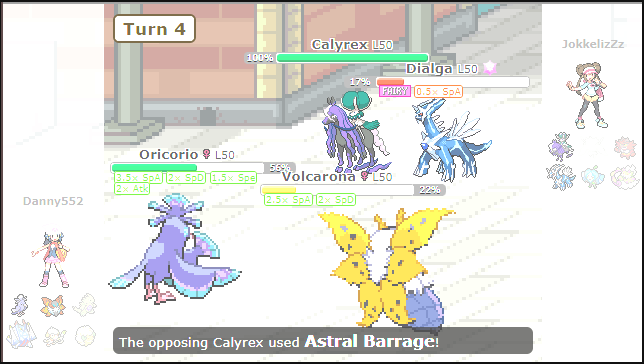 Turn 4
JokkelizZz
Calyrex L50
100%
Dialga L50
17%
FAIRY 0.5× SpA
Oricorio L50
56%
3.5× SpA 2× SpD 1.5× Spe
2× Atk
Volcarona L50
22%
2.5× SpA 2× SpD
Danny552
The opposing Calyrex used Astral Barrage!